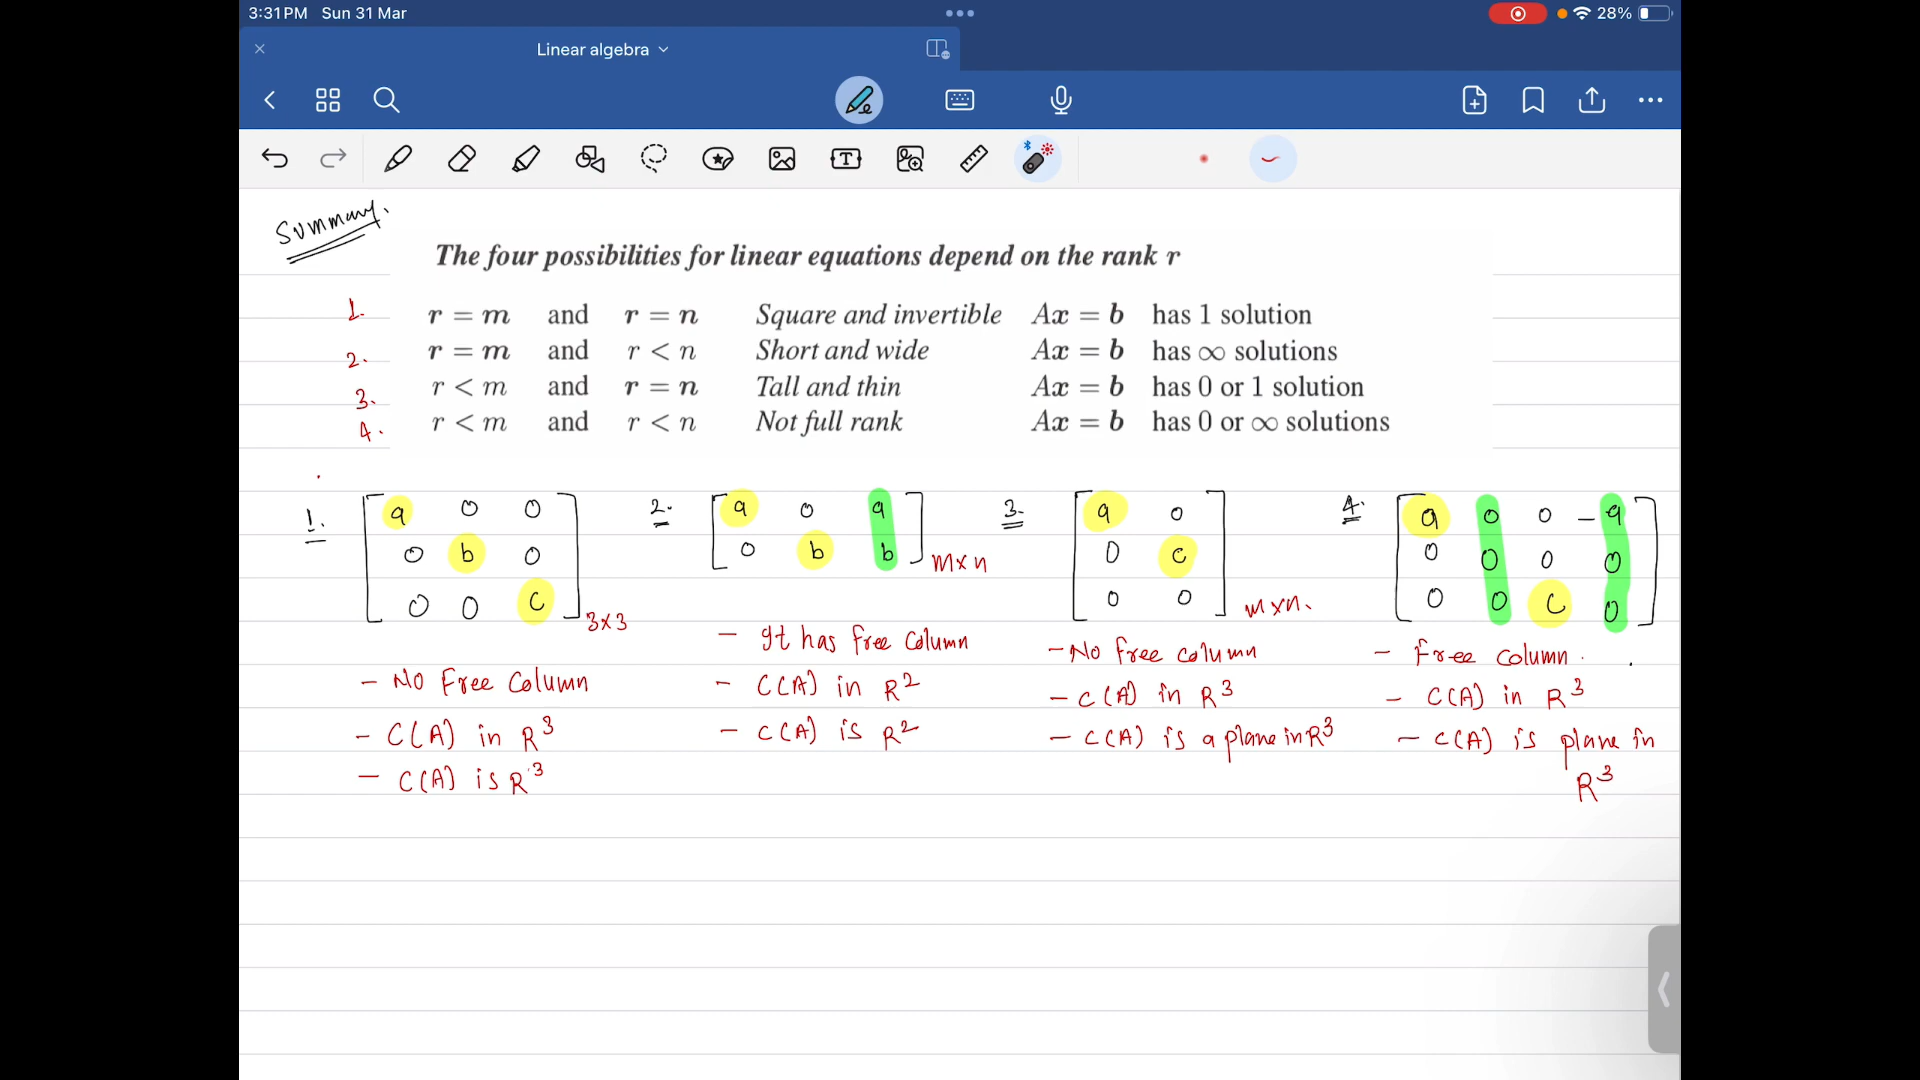 3:31PM Sun 31 Mar
28%
Linear algebra
Summary.
The four possibilities for linear equations depend on the rank r
1. r = m and r = n Square and invertible Ax = b has 1 solution
2. r = m and r < n Short and wide Ax = b has ∞ solutions
3. r < m and r = n Tall and thin Ax = b has 0 or 1 solution
4. r < m and r < n Not full rank Ax = b has 0 or ∞ solutions
1.
a 0 0
0 b 0
0 0 c
3×3
- No Free Column
- C(A) in R³
- C(A) is R³
2.
a 0 a
0 b b
m×n
- It has free column
- C(A) in R²
- C(A) is R²
3.
a 0
0 c
0 0
m×n.
- No free column
- C(A) in R³
- C(A) is a plane in R³
4.
a 0 0 -a
0 0 0 0
0 0 c 0
- free column.
- C(A) in R³
- C(A) is plane in
R³